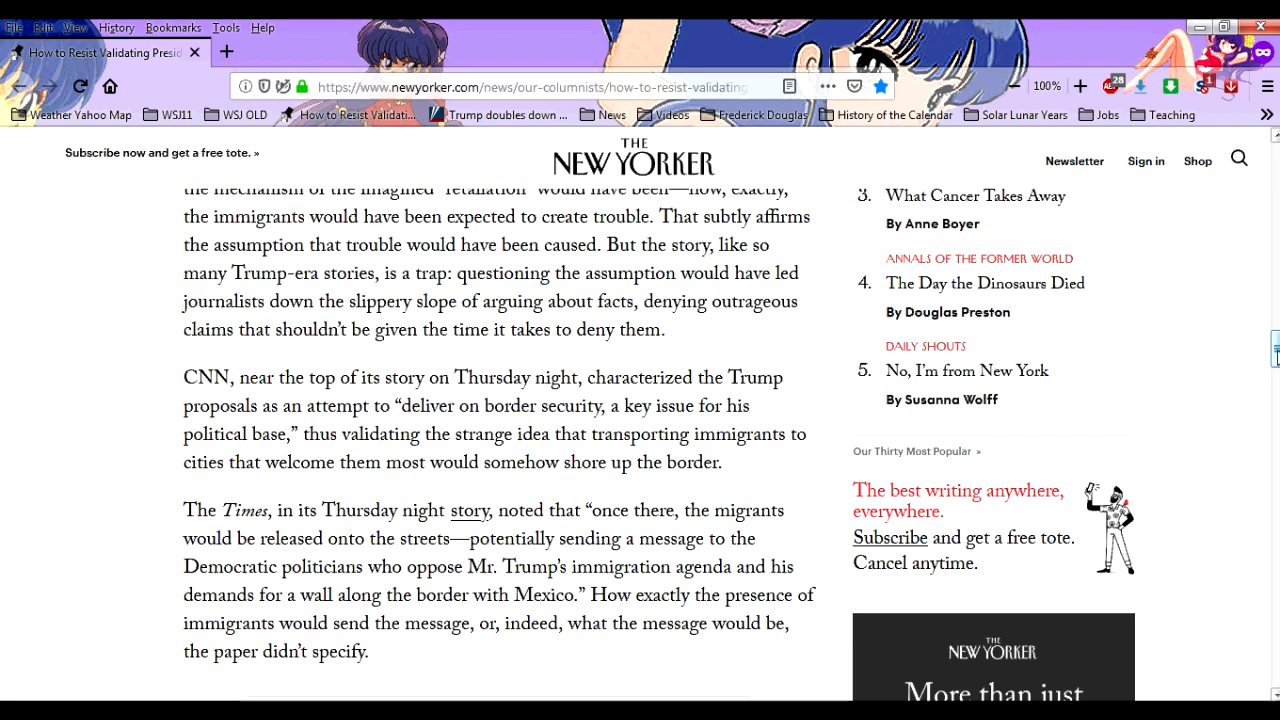 File Edit View History Bookmarks Tools Help
How to Resist Validating Presid
https://www.newyorker.com/news/our-columnists/how-to-resist-validating
100%
28
1
Weather Yahoo Map WSJ11 WSJ OLD How to Resist Validati... Trump doubles down ... News Videos Frederick Douglas History of the Calendar Solar Lunar Years Jobs Teaching
Subscribe now and get a free tote. »
THE
NEW YORKER
Newsletter Sign in Shop
the mechanism of the imagined “retaliation” would have been—how, exactly,
the immigrants would have been expected to create trouble. That subtly affirms
the assumption that trouble would have been caused. But the story, like so
many Trump-era stories, is a trap: questioning the assumption would have led
journalists down the slippery slope of arguing about facts, denying outrageous
claims that shouldn’t be given the time it takes to deny them.
CNN, near the top of its story on Thursday night, characterized the Trump
proposals as an attempt to “deliver on border security, a key issue for his
political base,” thus validating the strange idea that transporting immigrants to
cities that welcome them most would somehow shore up the border.
The Times, in its Thursday night story, noted that “once there, the migrants
would be released onto the streets—potentially sending a message to the
Democratic politicians who oppose Mr. Trump’s immigration agenda and his
demands for a wall along the border with Mexico.” How exactly the presence of
immigrants would send the message, or, indeed, what the message would be,
the paper didn’t specify.
3. What Cancer Takes Away
By Anne Boyer
ANNALS OF THE FORMER WORLD
4. The Day the Dinosaurs Died
By Douglas Preston
DAILY SHOUTS
5. No, I’m from New York
By Susanna Wolff
Our Thirty Most Popular »
The best writing anywhere,
everywhere.
Subscribe and get a free tote.
Cancel anytime.
THE
NEW YORKER
More than just